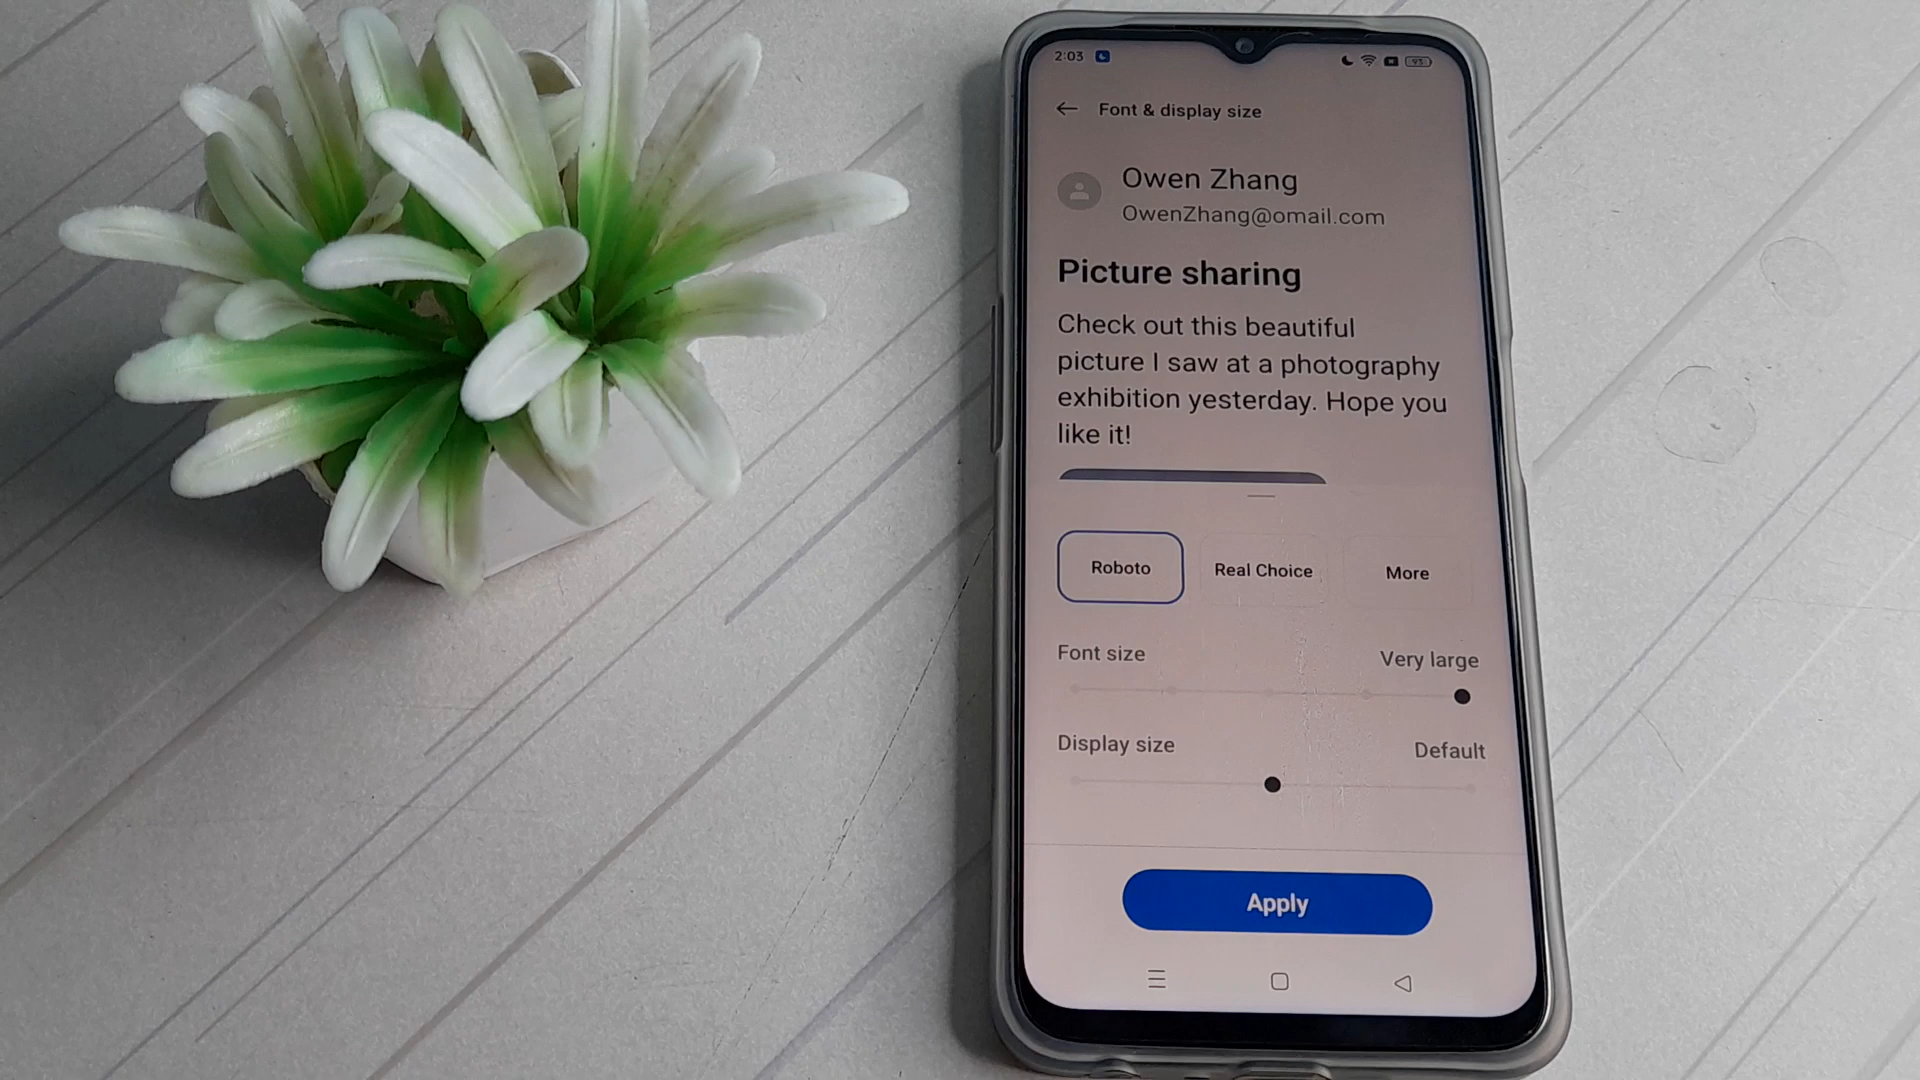 2:03
93
Font & display size
Owen Zhang
OwenZhang@omail.com
Picture sharing
Check out this beautiful
picture I saw at a photography
exhibition yesterday. Hope you
like it!
Roboto
Real Choice
More
Font size
Very large
Display size
Default
Apply